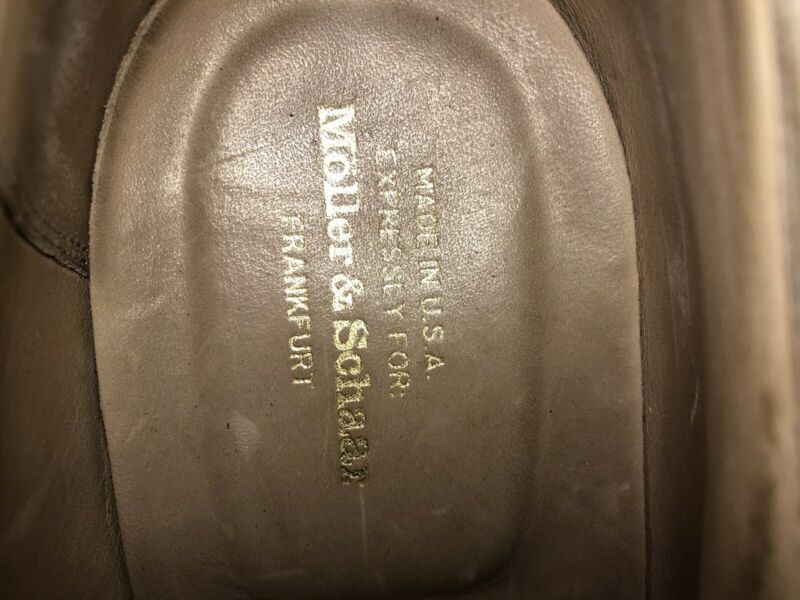 MADE IN U.S.A.
EXPRESSLY FOR:
Möller & Schaar
FRANKFURT